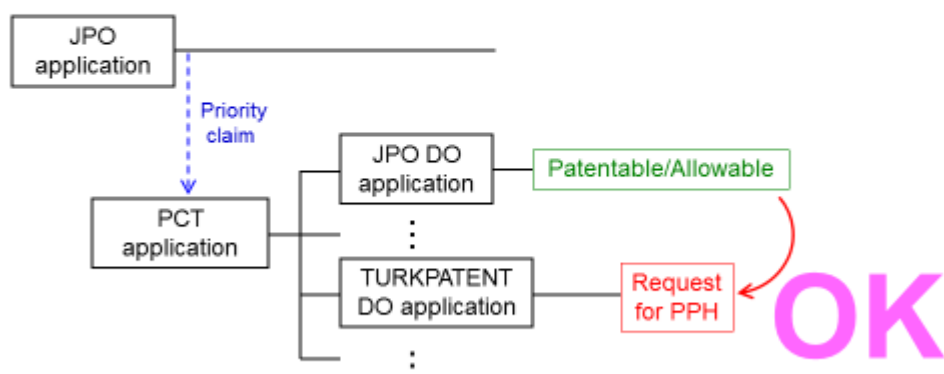 JPO
application
Priority
claim
JPO DO
application
Patentable/Allowable
PCT
application
⋮
TURKPATENT
DO application
Request
for PPH
OK
⋮